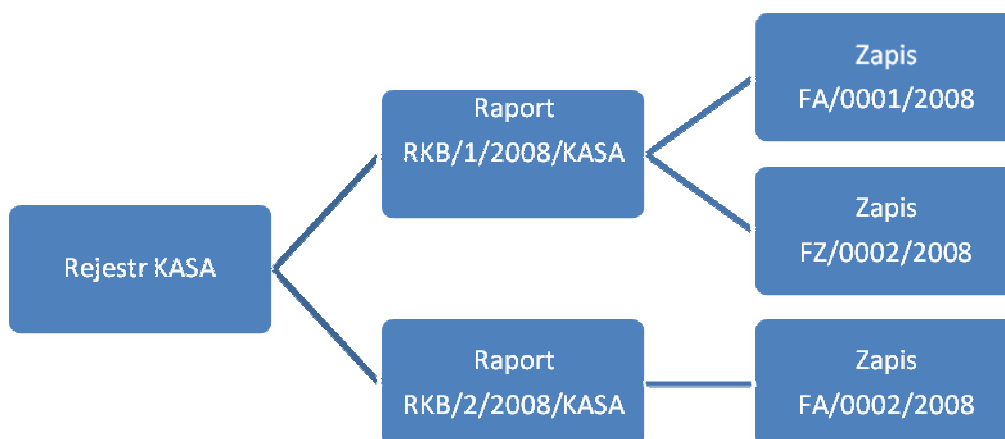 Rejestr KASA
Raport
RKB/1/2008/KASA
Zapis
FA/0001/2008
Zapis
FZ/0002/2008
Raport
RKB/2/2008/KASA
Zapis
FA/0002/2008